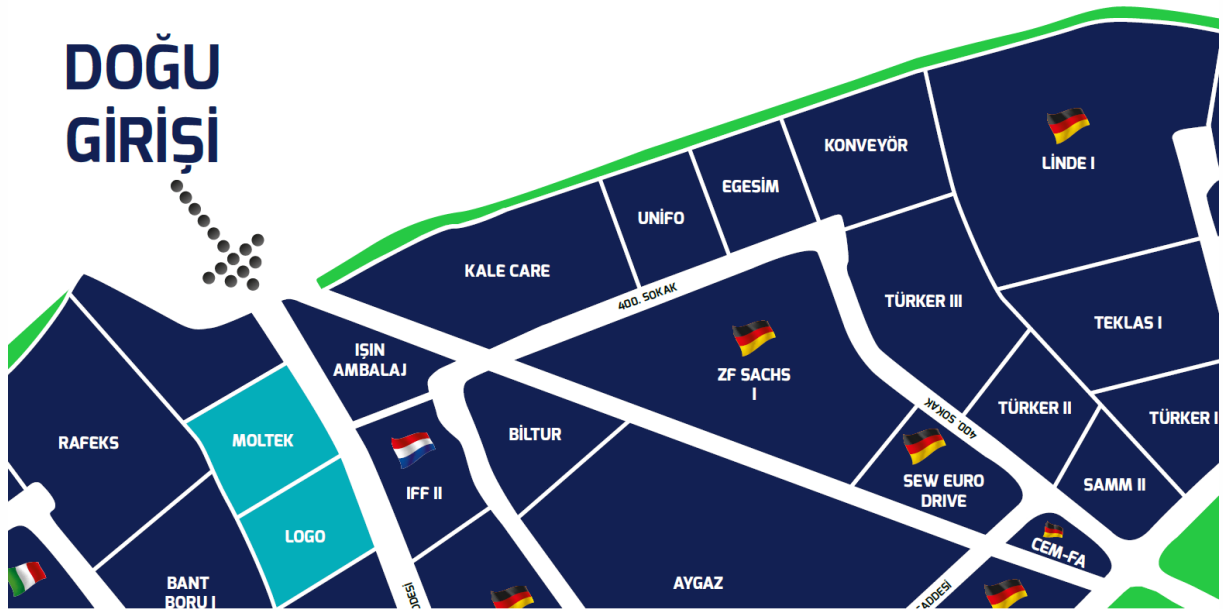 DOĞU
GİRİŞİ
KONVEYÖR
LİNDE I
EGESİM
UNİFO
KALE CARE
400. SOKAK
TÜRKER III
TEKLAS I
IŞIN
AMBALAJ
ZF SACHS
I
TÜRKER II
TÜRKER I
400. SOKAK
RAFEKS
MOLTEK
BİLTUR
IFF II
SEW EURO
DRIVE
SAMM II
LOGO
CEM-FA
BANT
BORU I
AYGAZ